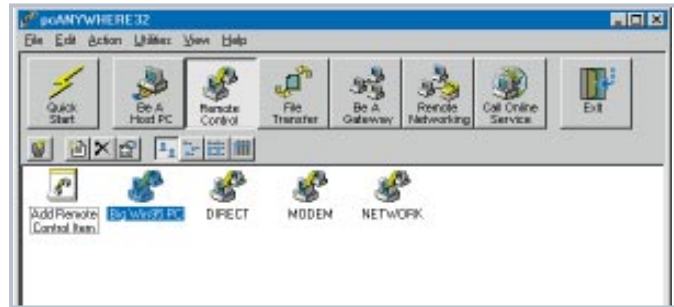 pcANYWHERE32
File Edit Action Utilities View Help
Quick Start
Be A Host PC
Remote Control
File Transfer
Be A Gateway
Remote Networking
Call Online Service
Exit
Add Remote Control Item
Big Win95 PC
DIRECT
MODEM
NETWORK